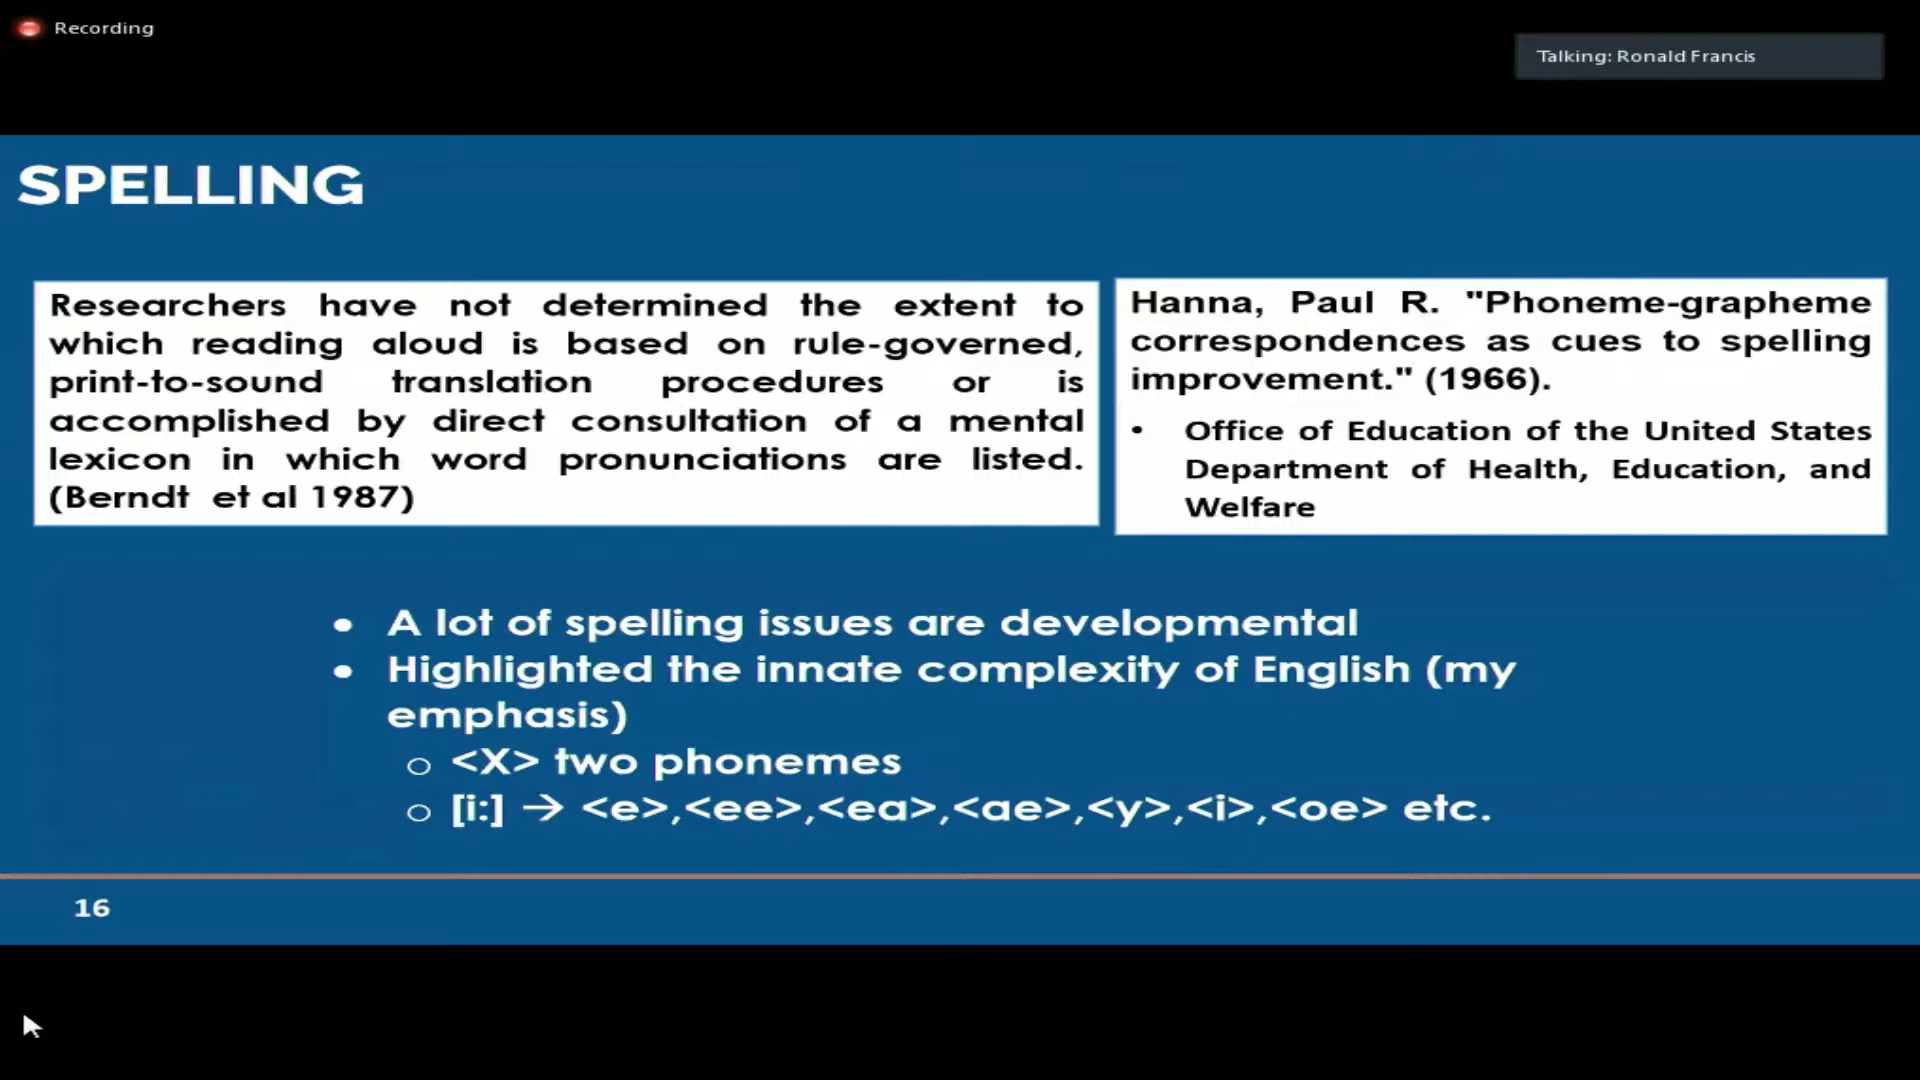 Recording
Talking: Ronald Francis
SPELLING
Researchers have not determined the extent to
which reading aloud is based on rule-governed,
print-to-sound translation procedures or is
accomplished by direct consultation of a mental
lexicon in which word pronunciations are listed.
(Berndt et al 1987)
Hanna, Paul R. "Phoneme-grapheme
correspondences as cues to spelling
improvement." (1966).
• Office of Education of the United States
Department of Health, Education, and
Welfare
• A lot of spelling issues are developmental
• Highlighted the innate complexity of English (my
emphasis)
o <X> two phonemes
o [i:] → <e>,<ee>,<ea>,<ae>,<y>,<i>,<oe> etc.
16